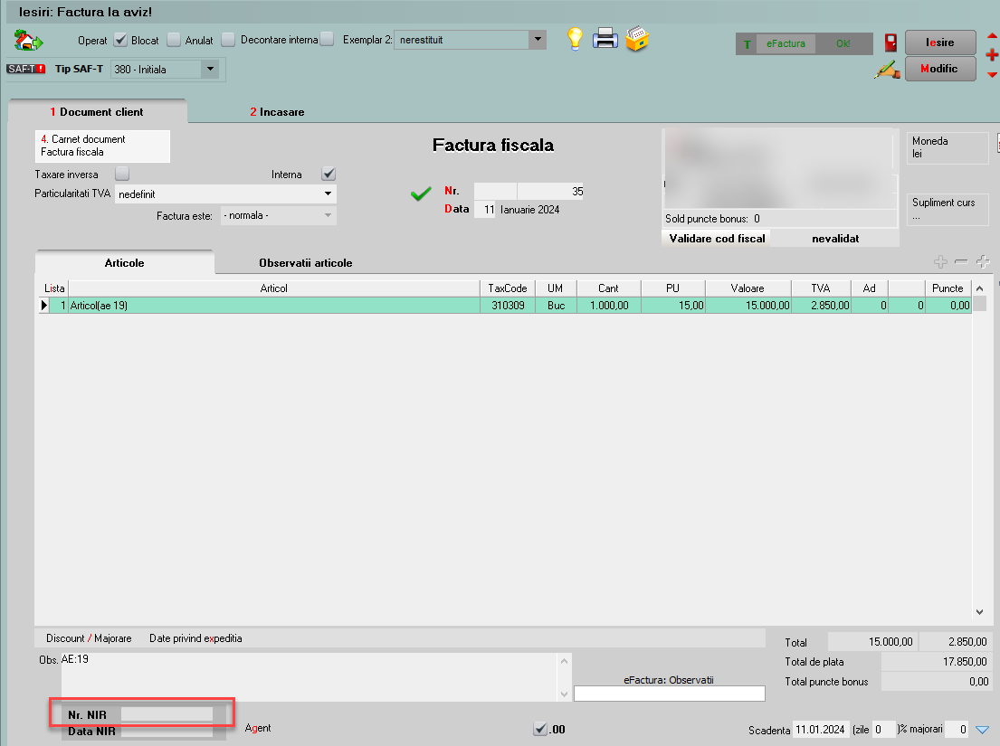 Iesiri: Factura la aviz!
Operat Blocat Anulat Decontare interna Exemplar 2: nerestituit T eFactura Ok! Iesire
SAF-T ! Tip SAF-T 380 - Initiala Modific
1 Document client 2 Incasare
4. Carnet document
Factura fiscala
Factura fiscala
Moneda
lei
Taxare inversa Interna
Particularitati TVA nedefinit
Nr. 35
Data 11 Ianuarie 2024
Factura este: - normala -
Supliment curs
...
Sold puncte bonus: 0
Validare cod fiscal nevalidat
Articole Observatii articole
Lista Articol TaxCode UM Cant PU Valoare TVA Ad Puncte
1 Articol(ae 19) 310309 Buc 1.000,00 15,00 15.000,00 2.850,00 0 0 0,00
Discount / Majorare Date privind expeditia
Total 15.000,00 2.850,00
Obs. AE:19
Total de plata 17.850,00
eFactura: Observatii
Total puncte bonus 0,00
Nr. NIR
Data NIR
Agent
.00
Scadenta 11.01.2024 (zile 0 )% majorari 0